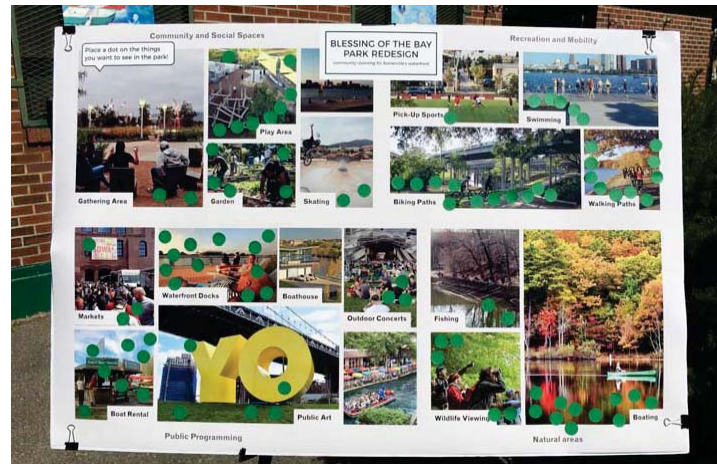 Community and Social Spaces
Place a dot on the things
you want to see in the park!
BLESSING OF THE BAY
PARK REDESIGN
community visioning for Somerville's waterfront
Recreation and Mobility
Play Area
Gathering Area
Garden
Skating
Pick-Up Sports
Swimming
Biking Paths
Walking Paths
Markets
Waterfront Docks
Boathouse
Outdoor Concerts
Fishing
Boat Rental
YO
Public Art
Wildlife Viewing
Boating
Public Programming
Natural areas